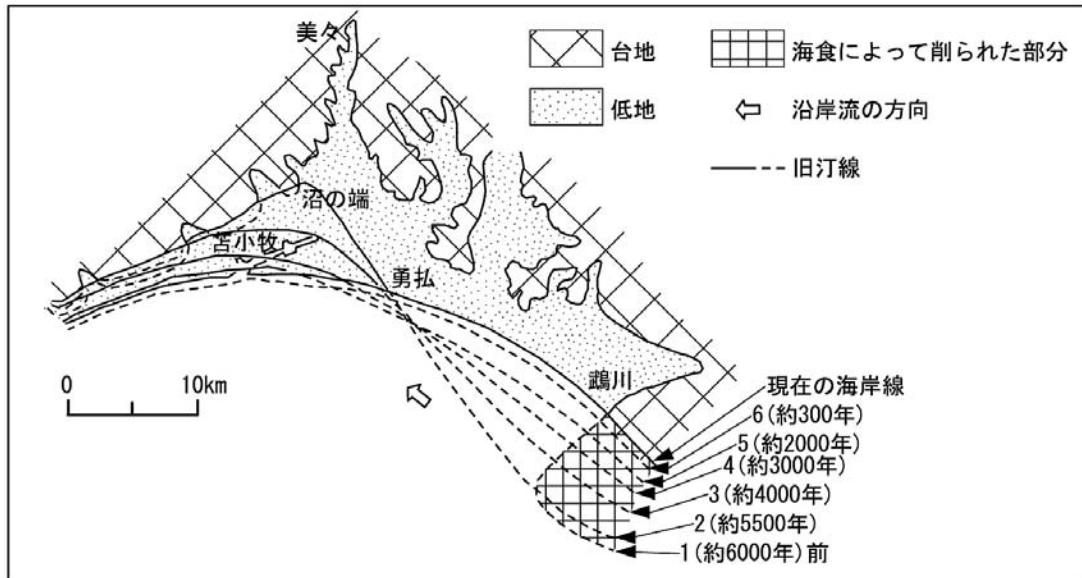 美々
台地
海食によって削られた部分
低地
沿岸流の方向
旧汀線
沼の端
苫小牧
勇払
鵡川
0 10km
現在の海岸線
6(約300年)
5(約2000年)
4(約3000年)
3(約4000年)
2(約5500年)
1(約6000年)前